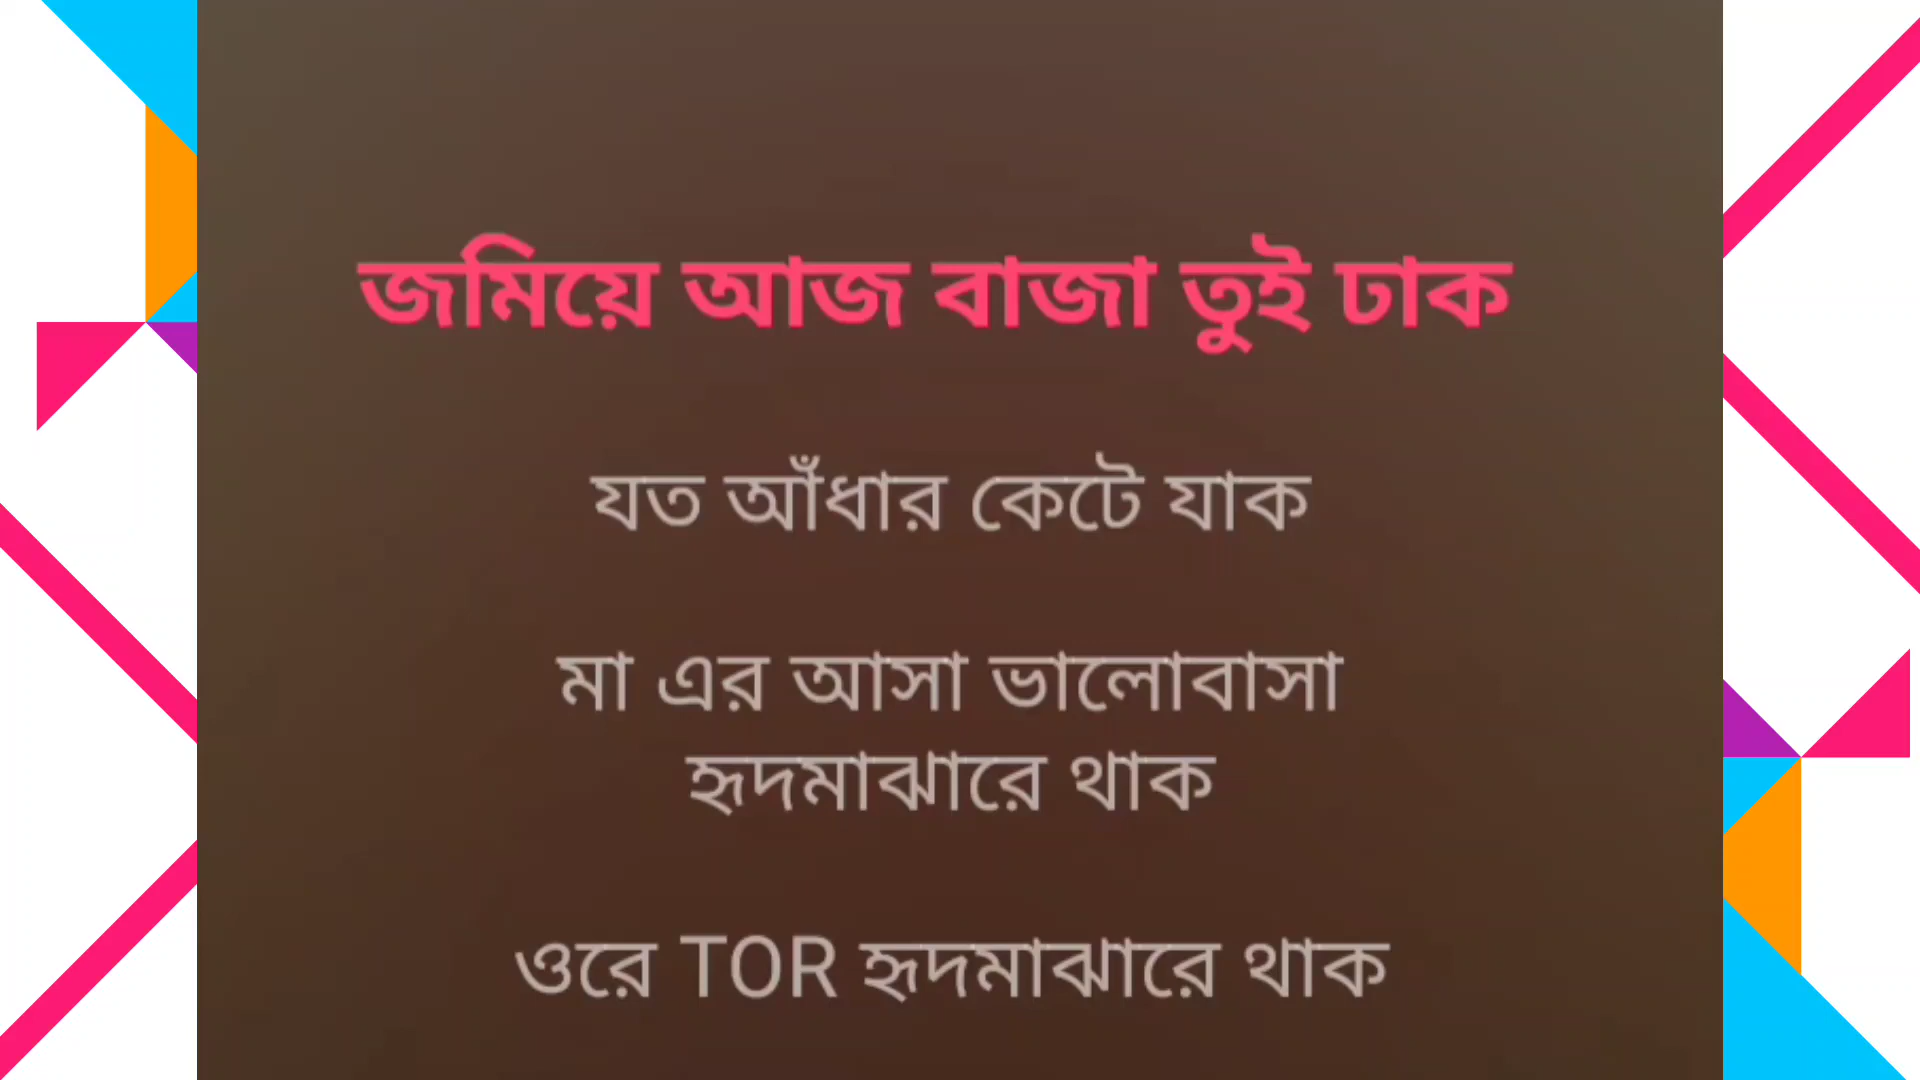 জমিয়ে আজ বাজা তুই ঢাক
যত আঁধার কেটে যাক
মা এর আসা ভালোবাসা
হৃদমাঝারে থাক
ওরে TOR হৃদমাঝারে থাক